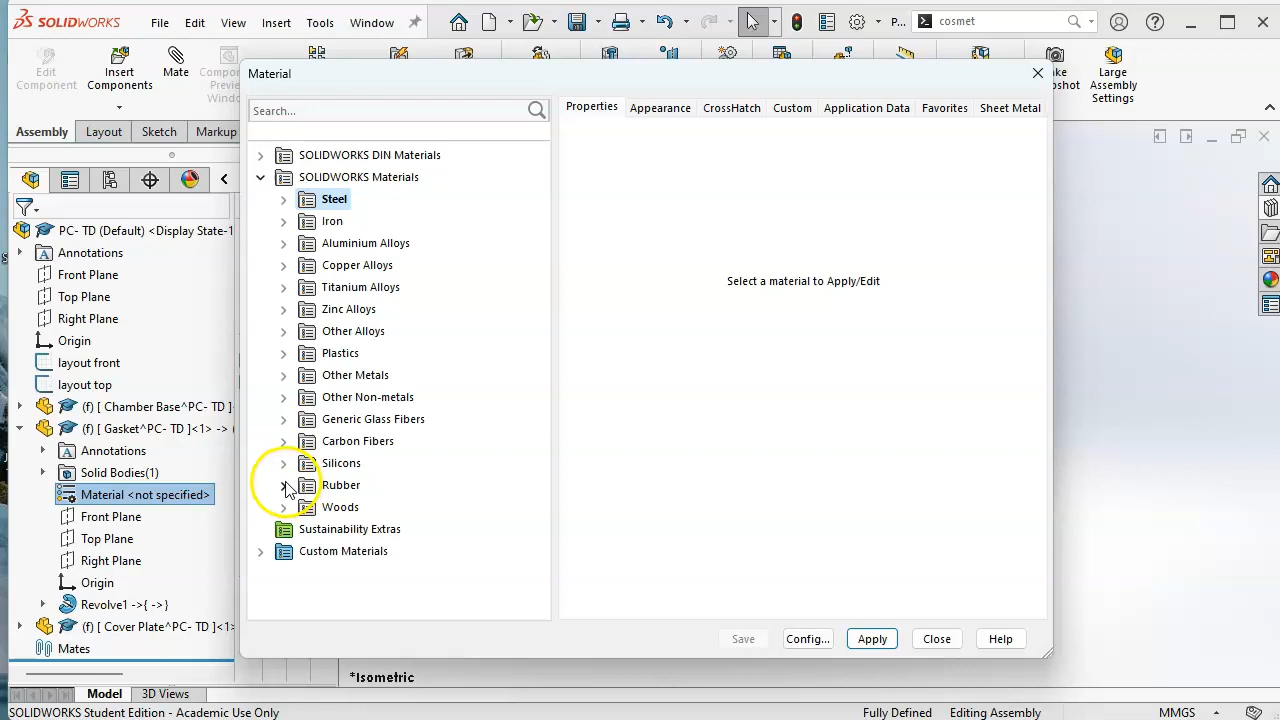 SOLIDWORKS File Edit View Insert Tools Window P... cosmet
Edit Component
Insert Components
Mate
Large Assembly Settings
Assembly Layout Sketch Markup
Material
Search...
Properties Appearance CrossHatch Custom Application Data Favorites Sheet Metal
SOLIDWORKS DIN Materials
SOLIDWORKS Materials
Steel
Iron
Aluminium Alloys
Copper Alloys
Titanium Alloys
Zinc Alloys
Other Alloys
Plastics
Other Metals
Other Non-metals
Generic Glass Fibers
Carbon Fibers
Silicons
Rubber
Woods
Sustainability Extras
Custom Materials
Select a material to Apply/Edit
Save Config... Apply Close Help
PC- TD (Default) <Display State-1
Annotations
Front Plane
Top Plane
Right Plane
Origin
layout front
layout top
(f) [ Chamber Base^PC- TD ]<
(f) [ Gasket^PC- TD ]<1> -> (
Annotations
Solid Bodies(1)
Material <not specified>
Front Plane
Top Plane
Right Plane
Origin
Revolve1 ->{ ->}
(f) [ Cover Plate^PC- TD ]<1>
Mates
*Isometric
Model 3D Views
SOLIDWORKS Student Edition - Academic Use Only Fully Defined Editing Assembly MMGS